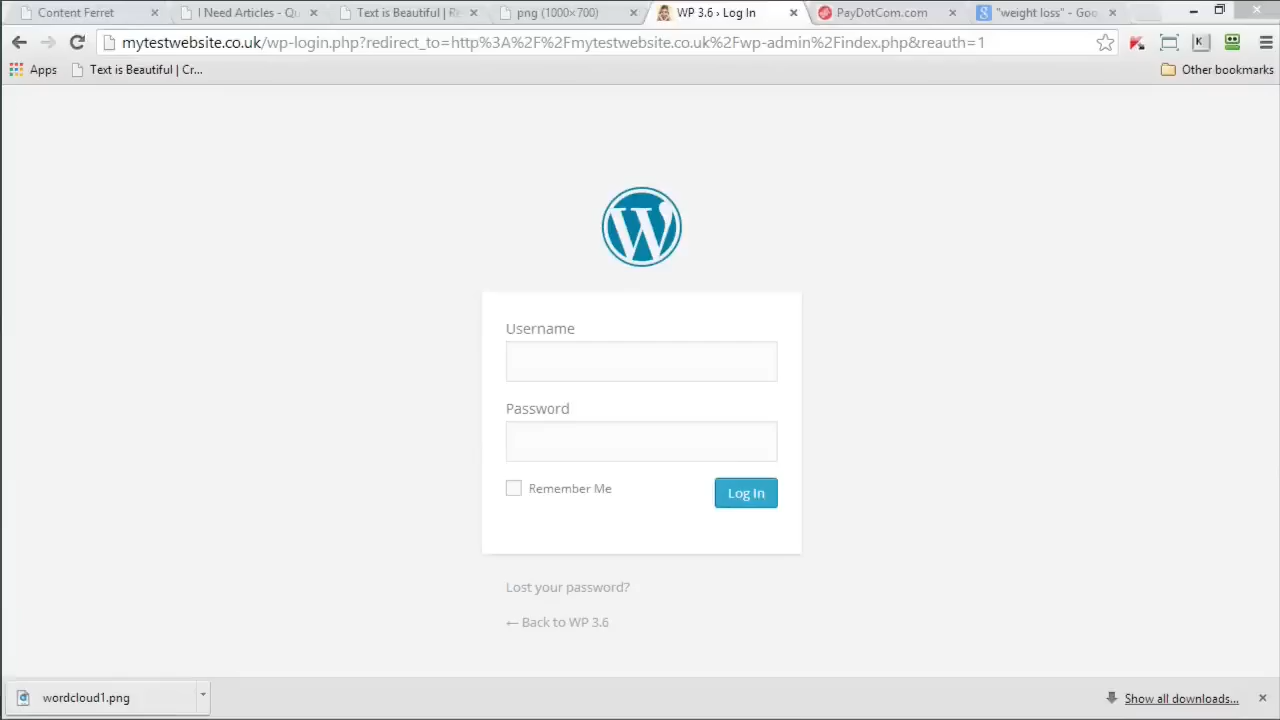 Content Ferret
I Need Articles - Qu
Text is Beautiful | Re
png (1000×700)
WP 3.6 › Log In
PayDotCom.com
"weight loss" - Goo
mytestwebsite.co.uk/wp-login.php?redirect_to=http%3A%2F%2Fmytestwebsite.co.uk%2Fwp-admin%2Findex.php&reauth=1
Apps
Text is Beautiful | Cr...
Other bookmarks
Username
Password
Remember Me
Log In
Lost your password?
← Back to WP 3.6
wordcloud1.png
Show all downloads...